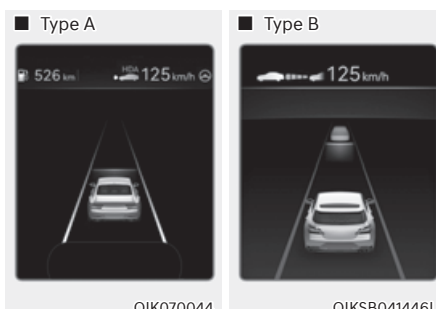 ■ Type A
526 km
HDA
125 km/h
OIK070044
■ Type B
125 km/h
OIKSB041446L